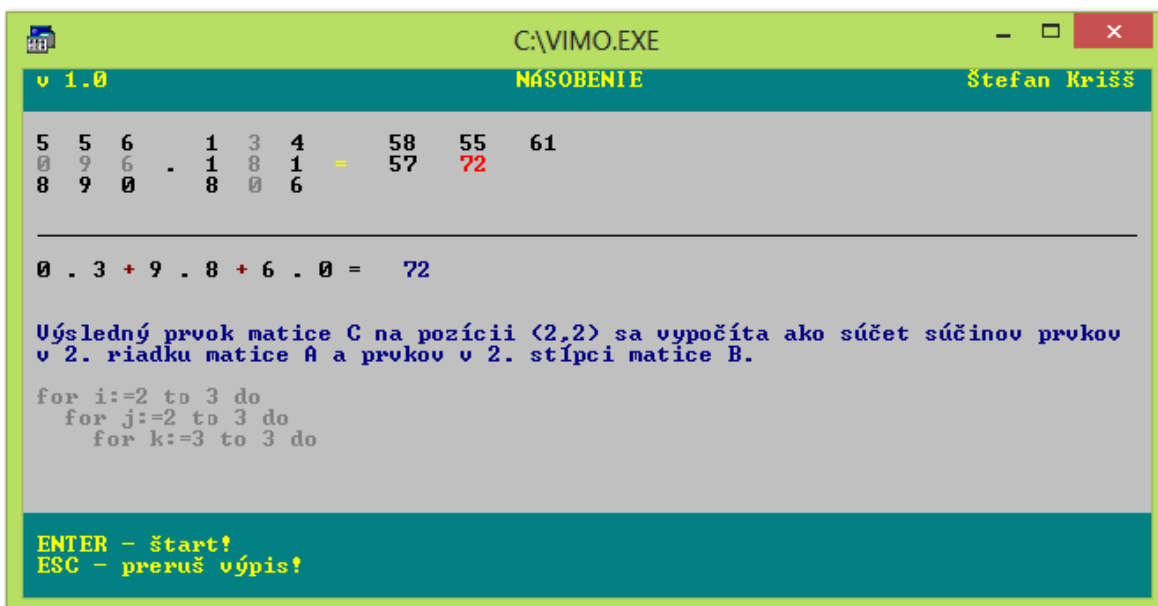 C:\VIMO.EXE
v 1.0 NÁSOBENIE Štefan Krišš
5 5 6 1 3 4 58 55 61
0 9 6 . 1 8 1 = 57 72
8 9 0 8 0 6
0 . 3 + 9 . 8 + 6 . 0 = 72
Výsledný prvok matice C na pozícii (2,2) sa vypočíta ako súčet súčinov prvkov
v 2. riadku matice A a prvkov v 2. stĺpci matice B.
for i:=2 to 3 do
for j:=2 to 3 do
for k:=3 to 3 do
ENTER - štart!
ESC - preruš výpis!